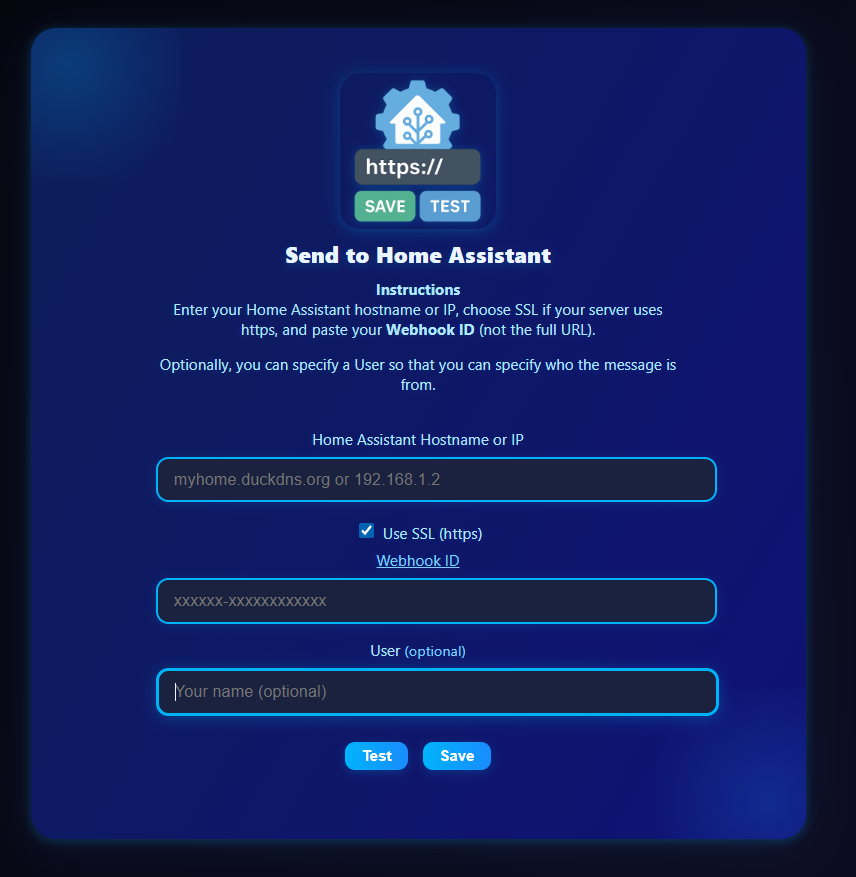 https://
SAVE TEST
Send to Home Assistant
Instructions
Enter your Home Assistant hostname or IP, choose SSL if your server uses
https, and paste your Webhook ID (not the full URL).
Optionally, you can specify a User so that you can specify who the message is
from.
Home Assistant Hostname or IP
myhome.duckdns.org or 192.168.1.2
Use SSL (https)
Webhook ID
xxxxxx-xxxxxxxxxxxx
User (optional)
Your name (optional)
Test Save